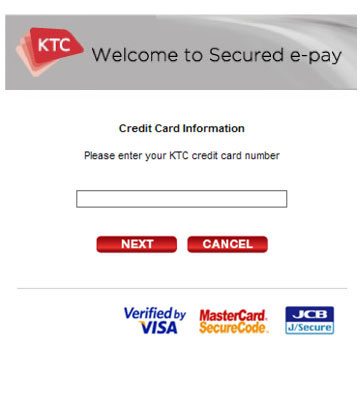 KTC
Welcome to Secured e-pay
Credit Card Information
Please enter your KTC credit card number
NEXT CANCEL
Verified by
VISA
MasterCard.
SecureCode.
JCB
J/Secure